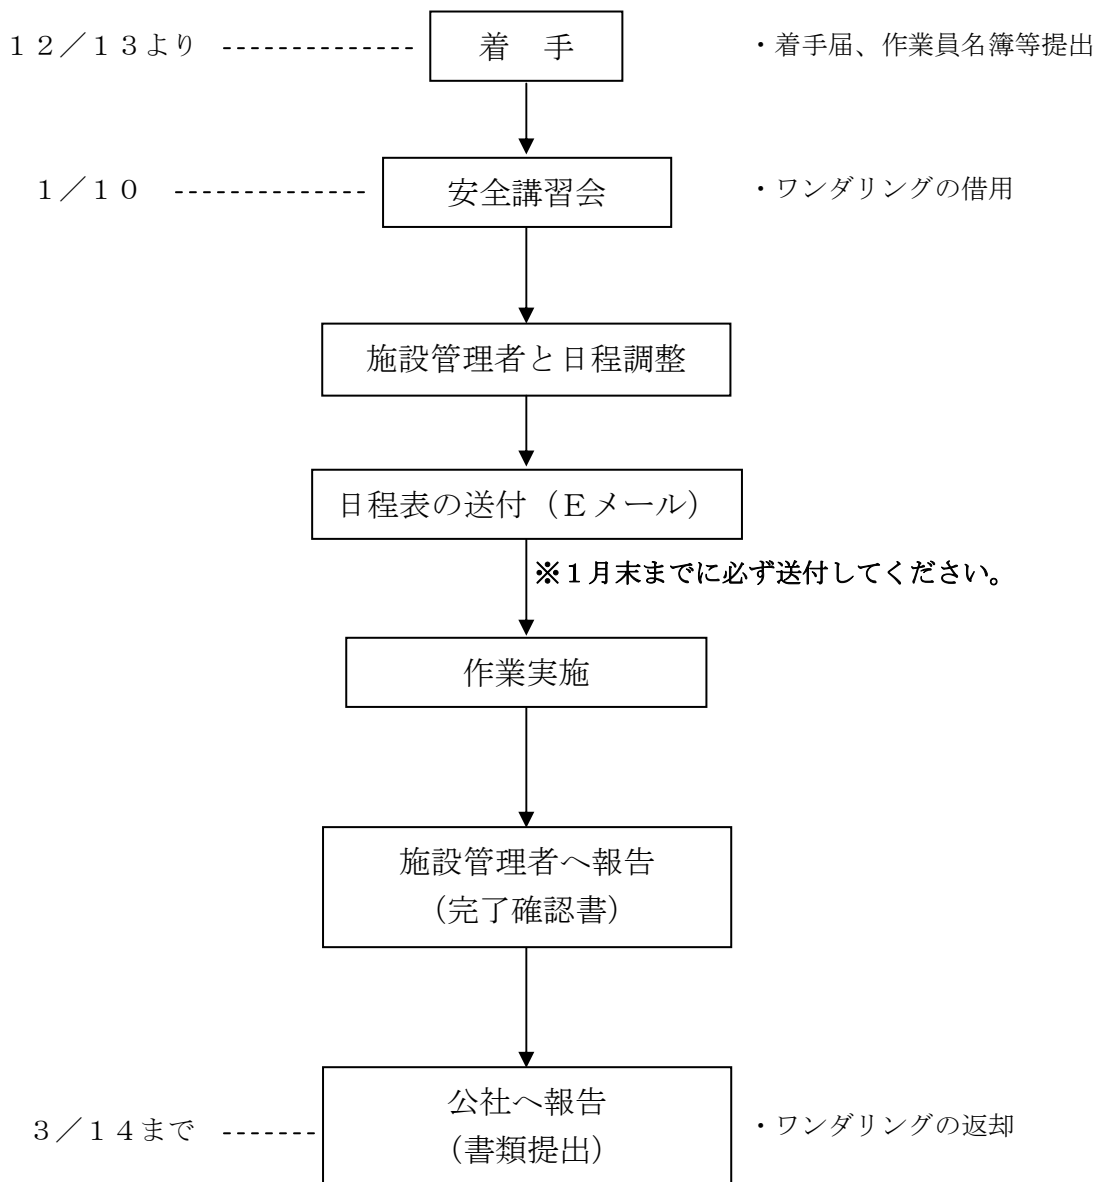 １２／１３より
着　手
・着手届、作業員名簿等提出
１／１０
安全講習会
・ワンダリングの借用
施設管理者と日程調整
日程表の送付（Ｅメール）
※１月末までに必ず送付してください。
作業実施
施設管理者へ報告
（完了確認書）
３／１４まで
公社へ報告
（書類提出）
・ワンダリングの返却